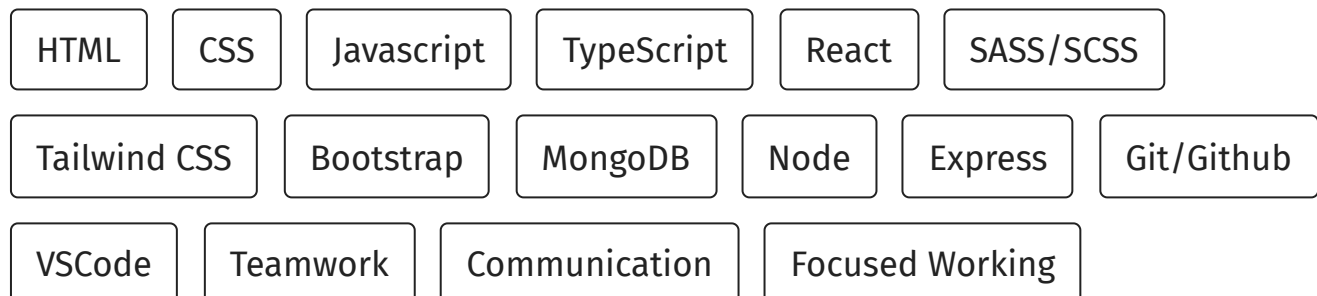 HTML CSS Javascript TypeScript React SASS/SCSS
Tailwind CSS Bootstrap MongoDB Node Express Git/Github
VSCode Teamwork Communication Focused Working